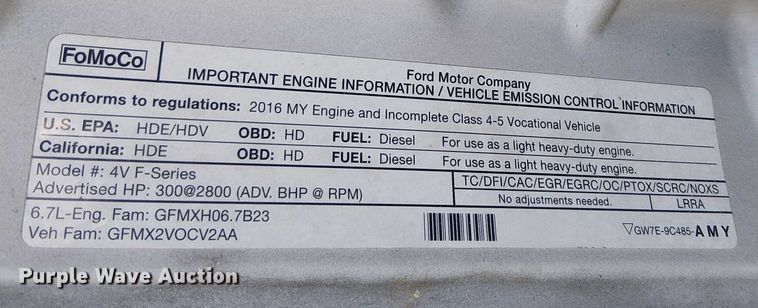 FoMoCo
Ford Motor Company
IMPORTANT ENGINE INFORMATION / VEHICLE EMISSION CONTROL INFORMATION
Conforms to regulations: 2016 MY Engine and Incomplete Class 4-5 Vocational Vehicle
U.S. EPA: HDE/HDV OBD: HD FUEL: Diesel For use as a light heavy-duty engine.
California: HDE OBD: HD FUEL: Diesel For use as a light heavy-duty engine.
Model #: 4V F-Series
Advertised HP: 300@2800 (ADV. BHP @ RPM)
TC/DFI/CAC/EGR/EGRC/OC/PTOX/SCRC/NOXS
No adjustments needed. LRRA
6.7L-Eng. Fam: GFMXH06.7B23
Veh Fam: GFMX2VOCV2AA
▽GW7E-9C485-AMY
Purple Wave Auction